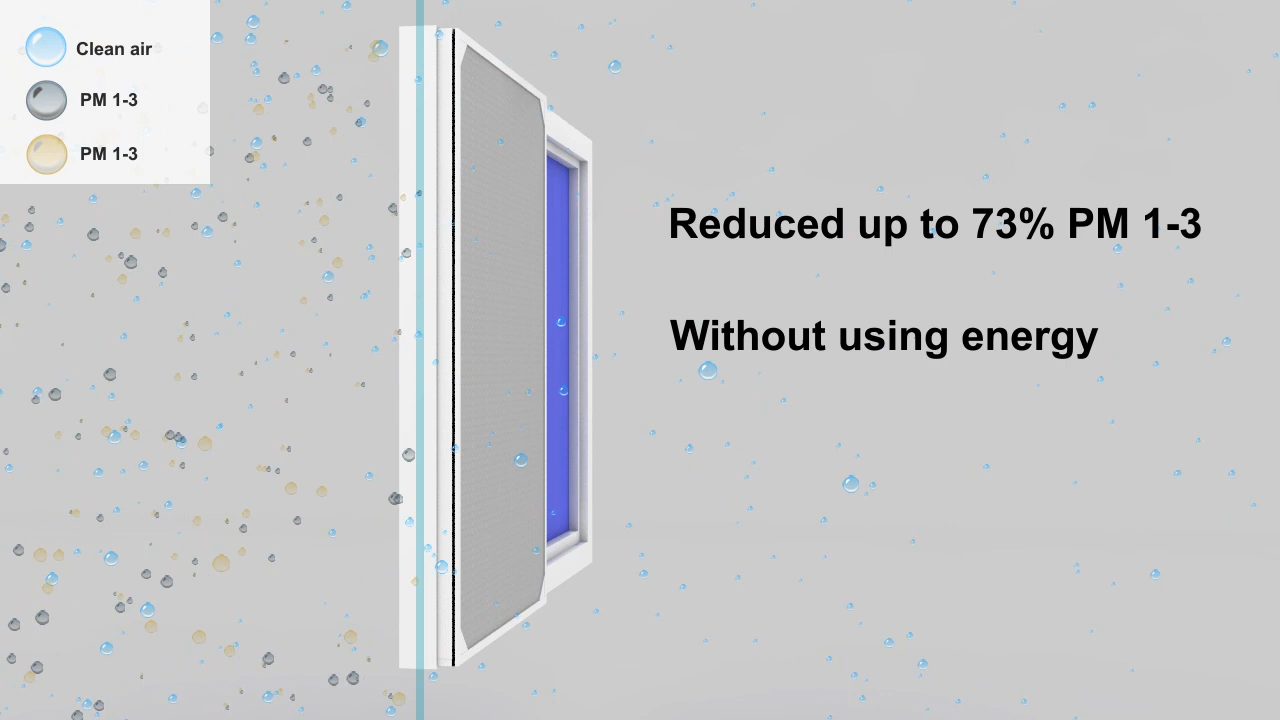 Clean air
PM 1-3
PM 1-3
Reduced up to 73% PM 1-3
Without using energy